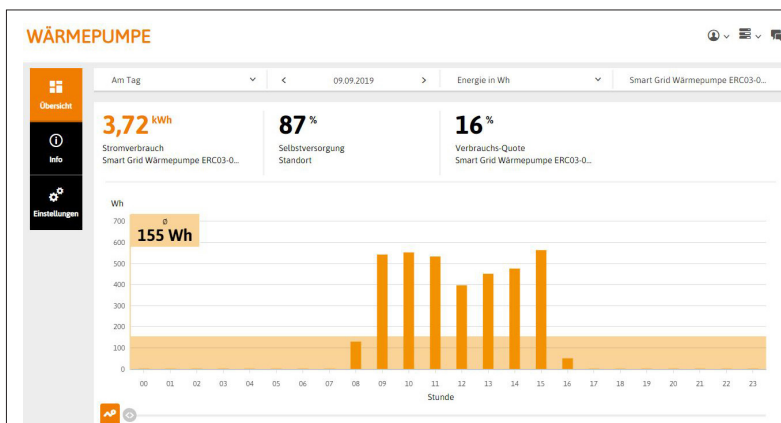 WÄRMEPUMPE
Am Tag
09.09.2019
Energie in Wh
Smart Grid Wärmepumpe ERC03-0...
Übersicht
Info
Einstellungen
3,72 kWh
Stromverbrauch
Smart Grid Wärmepumpe ERC03-0...
87 %
Selbstversorgung
Standort
16 %
Verbrauchs-Quote
Smart Grid Wärmepumpe ERC03-0...
Wh
700
600
500
400
300
200
100
0
Ø
155 Wh
00 01 02 03 04 05 06 07 08 09 10 11 12 13 14 15 16 17 18 19 20 21 22 23
Stunde